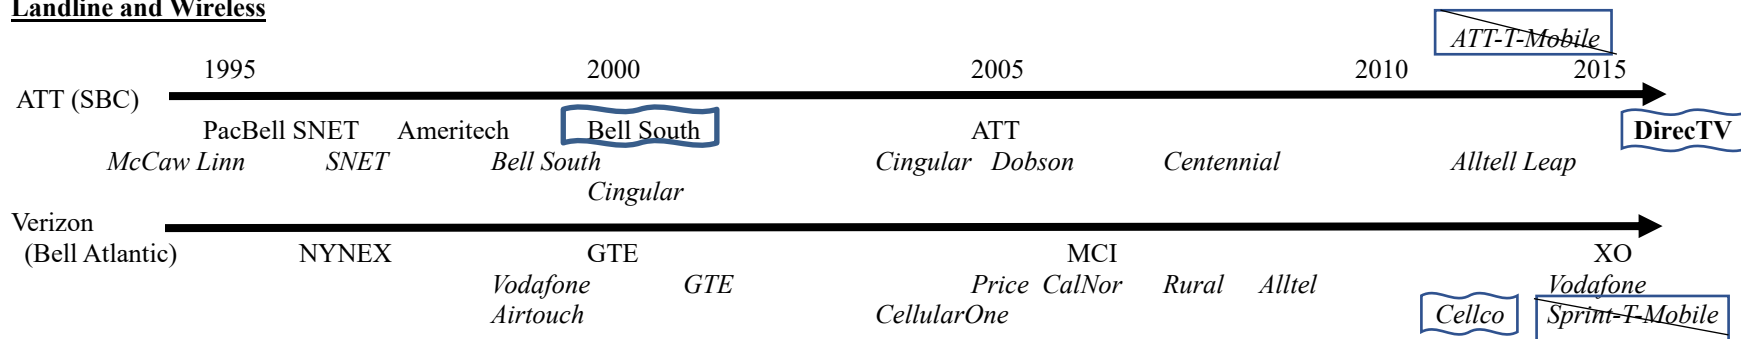 Landline and Wireless
ATT-T-Mobile
1995 2000 2005 2010 2015
ATT (SBC)
PacBell SNET Ameritech Bell South ATT DirecTV
McCaw Linn SNET Bell South Cingular Dobson Centennial Alltell Leap
Cingular
Verizon
(Bell Atlantic) NYNEX GTE MCI XO
Vodafone GTE Price CalNor Rural Alltel Vodafone
Airtouch CellularOne Cellco Sprint-T-Mobile